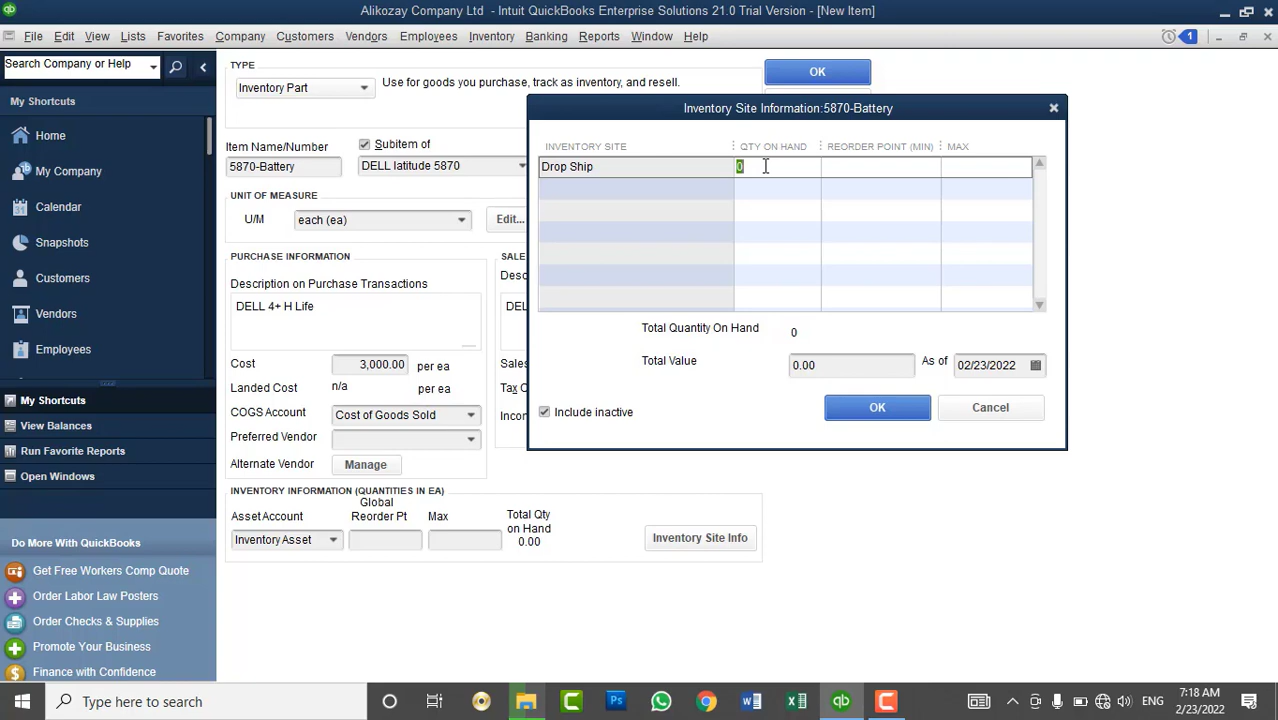 Alikozay Company Ltd - Intuit QuickBooks Enterprise Solutions 21.0 Trial Version - [New Item]
File Edit View Lists Favorites Company Customers Vendors Employees Inventory Banking Reports Window Help 1
Search Company or Help
My Shortcuts
Home
My Company
Calendar
Snapshots
Customers
Vendors
Employees
My Shortcuts
View Balances
Run Favorite Reports
Open Windows
Do More With QuickBooks
Get Free Workers Comp Quote
Order Labor Law Posters
Order Checks & Supplies
Promote Your Business
Finance with Confidence
TYPE
Inventory Part
Use for goods you purchase, track as inventory, and resell.
OK
Item Name/Number
Subitem of
5870-Battery
DELL latitude 5870
UNIT OF MEASURE
U/M each (ea) Edit...
PURCHASE INFORMATION
Description on Purchase Transactions
DELL 4+ H Life
Cost 3,000.00 per ea
Landed Cost n/a per ea
COGS Account Cost of Goods Sold
Preferred Vendor
Alternate Vendor Manage
SALE
Desc
DEL
Sales
Tax C
Incom
INVENTORY INFORMATION (QUANTITIES IN EA)
Asset Account
Global
Reorder Pt
Max
Total Qty
on Hand
Inventory Asset
0.00
Inventory Site Info
Inventory Site Information:5870-Battery
INVENTORY SITE QTY ON HAND REORDER POINT (MIN) MAX
Drop Ship 0
Total Quantity On Hand 0
Total Value 0.00 As of 02/23/2022
Include inactive OK Cancel
Type here to search
ENG
7:18 AM
2/23/2022